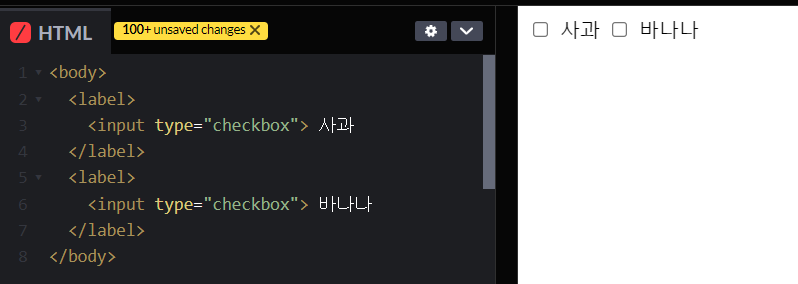 HTML
100+ unsaved changes ×
☐ 사과 ☐ 바나나
1 <body>
2 <label>
3 <input type="checkbox"> 사과
4 </label>
5 <label>
6 <input type="checkbox"> 바나나
7 </label>
8 </body>